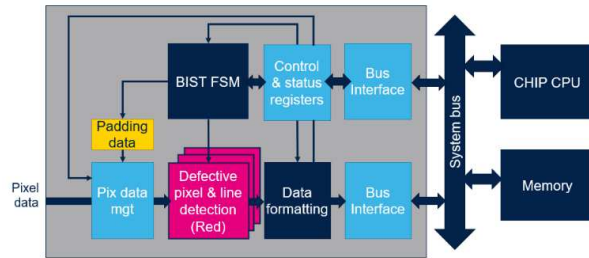 BIST FSM
Control
& status
registers
Bus
Interface
System bus
CHIP CPU
Padding
data
Pixel
data
Pix data
mgt
Defective
pixel & line
detection
(Red)
Data
formatting
Bus
Interface
Memory